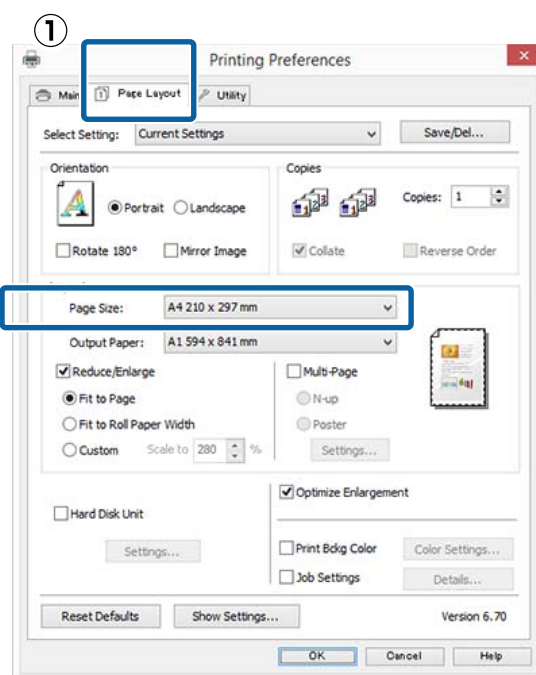 ①
Printing Preferences
Main Page Layout Utility
Select Setting: Current Settings Save/Del...
Orientation Copies
Portrait Landscape Copies: 1
Rotate 180° Mirror Image Collate Reverse Order
Page Size: A4 210 x 297 mm
Output Paper: A1 594 x 841 mm
Reduce/Enlarge Multi-Page
Fit to Page N-up
Fit to Roll Paper Width Poster
Custom Scale to 280 % Settings...
Optimize Enlargement
Hard Disk Unit
Settings... Print Bckg Color Color Settings...
Job Settings Details...
Reset Defaults Show Settings... Version 6.70
OK Cancel Help